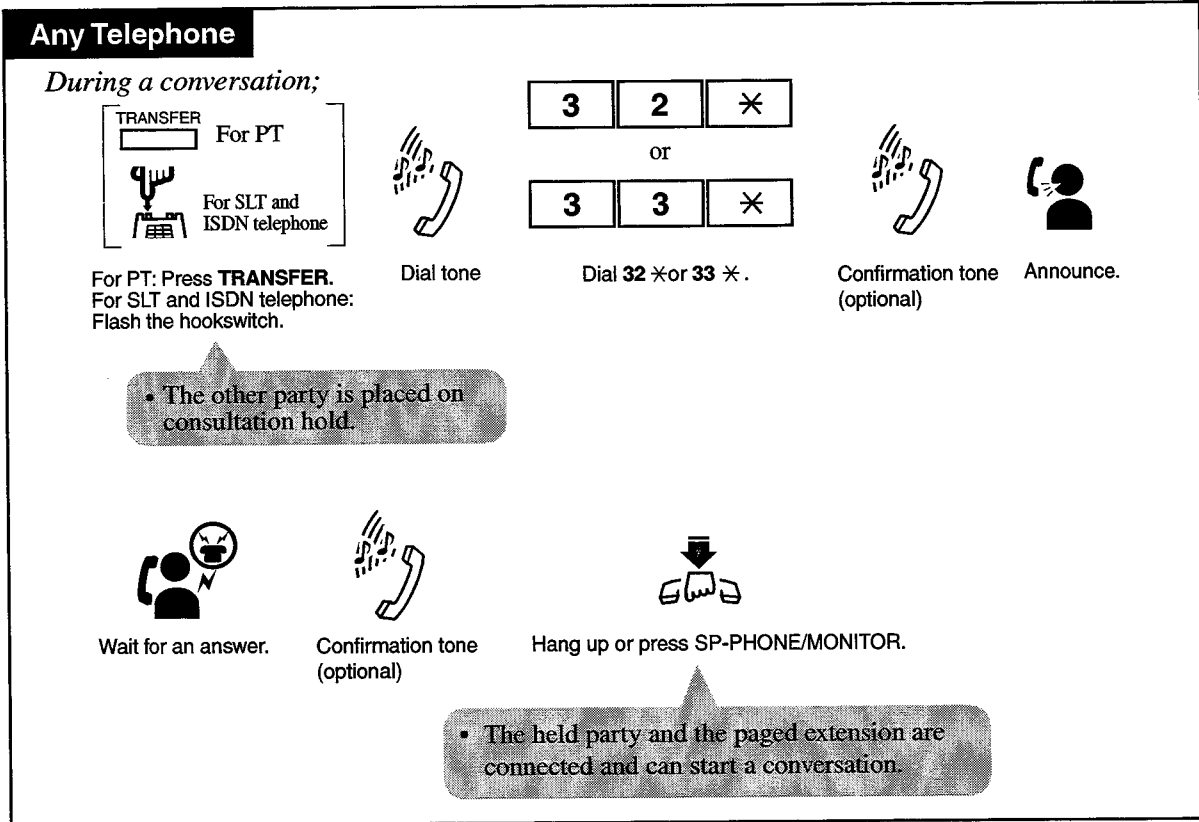 Any Telephone
During a conversation;
TRANSFER
For PT
For SLT and
ISDN telephone
For PT: Press TRANSFER.
For SLT and ISDN telephone:
Flash the hookswitch.
Dial tone
3 2 ✳
or
3 3 ✳
Dial 32 ✳ or 33 ✳.
Confirmation tone
(optional)
Announce.
• The other party is placed on
consultation hold.
Wait for an answer.
Confirmation tone
(optional)
Hang up or press SP-PHONE/MONITOR.
• The held party and the paged extension are
connected and can start a conversation.